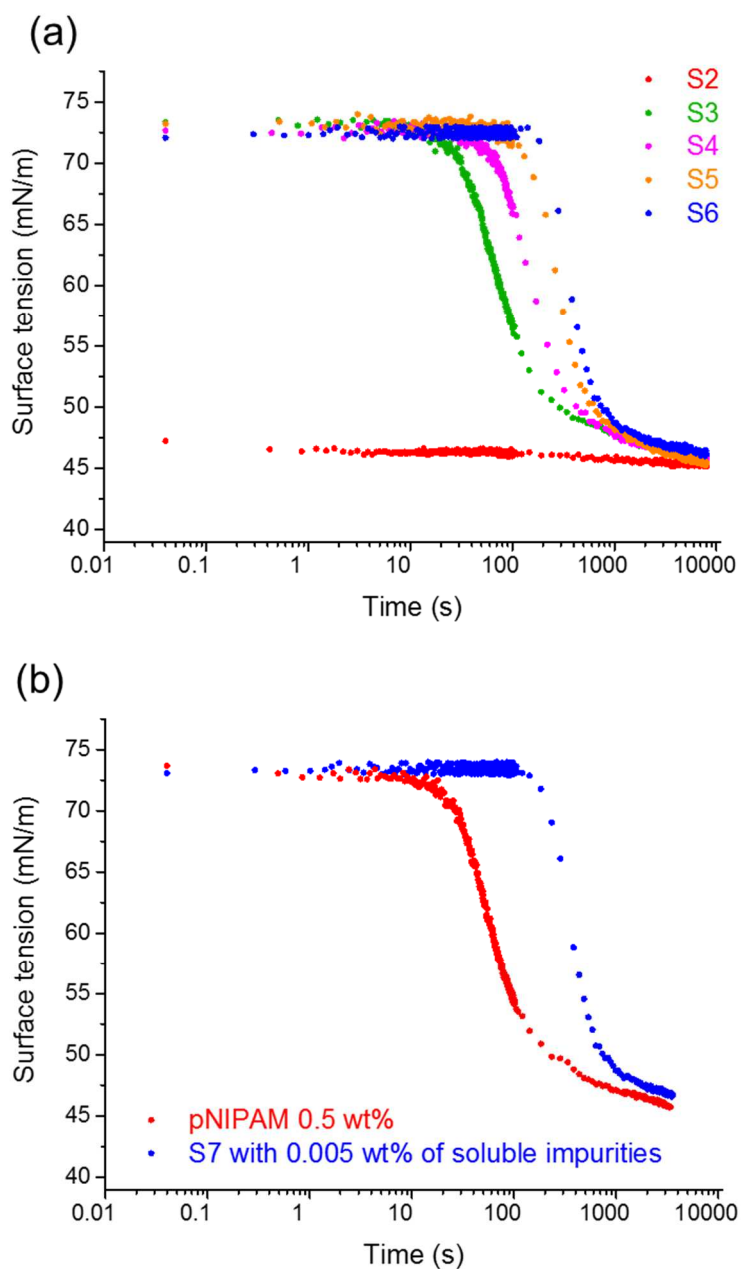 (a)
S2
S3
S4
S5
S6
75
70
65
60
55
50
45
40
Surface tension (mN/m)
0.01 0.1 1 10 100 1000 10000
Time (s)
(b)
75
70
65
60
55
50
45
40
Surface tension (mN/m)
pNIPAM 0.5 wt%
S7 with 0.005 wt% of soluble impurities
0.01 0.1 1 10 100 1000 10000
Time (s)